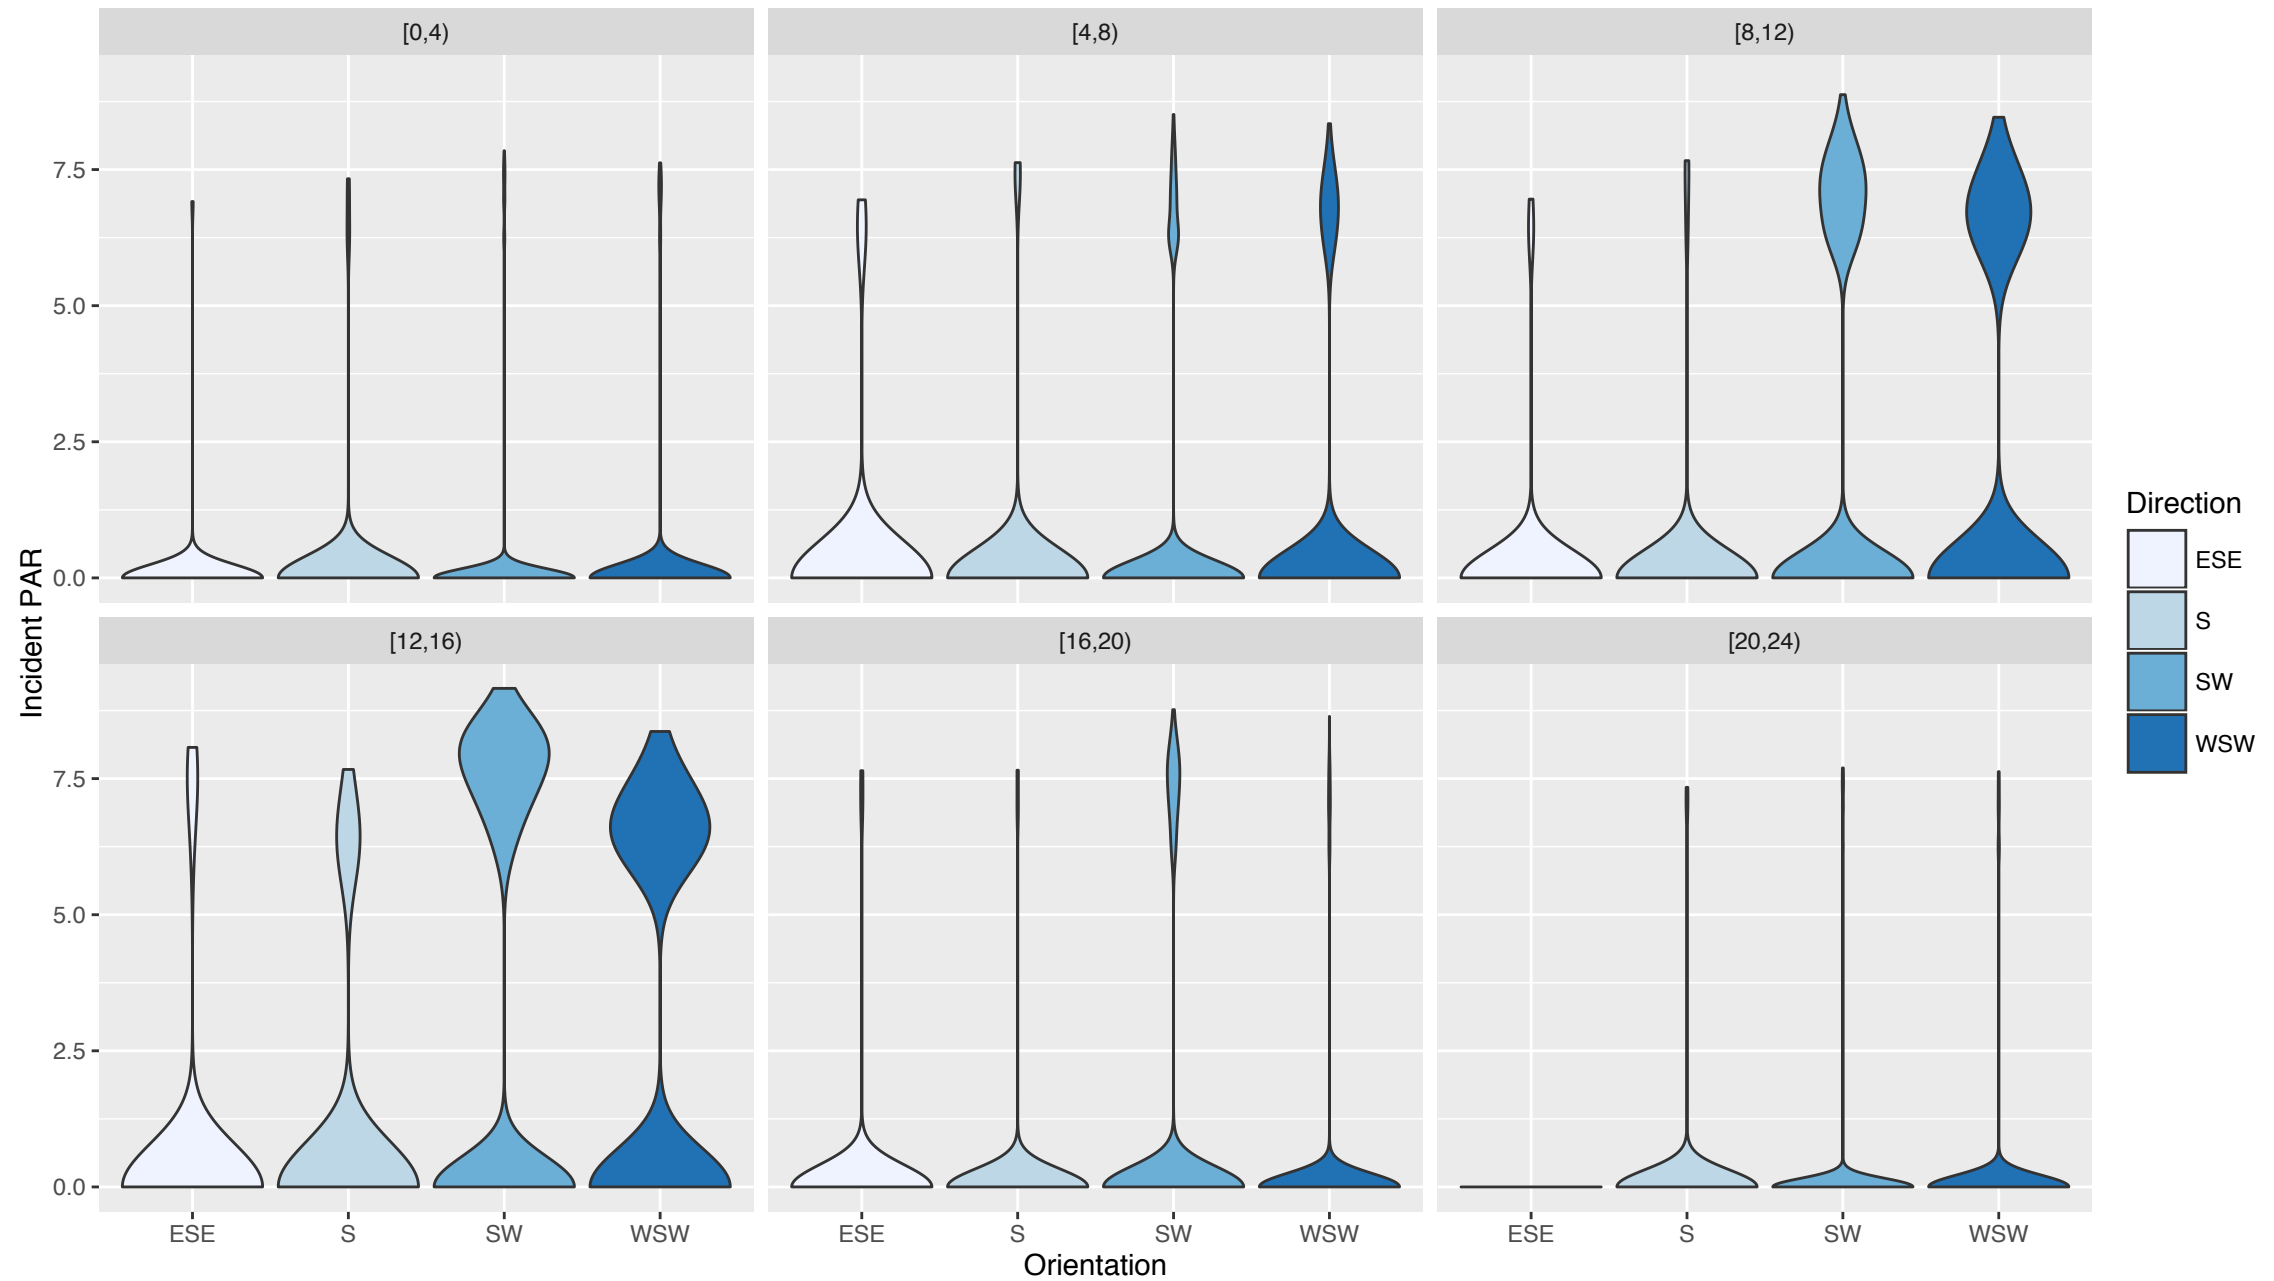 [0,4) [4,8) [8,12)
7.5
5.0
2.5
0.0
[12,16) [16,20) [20,24)
7.5
5.0
2.5
0.0
ESE S SW WSW ESE S SW WSW ESE S SW WSW
Orientation
Incident PAR
Direction
ESE
S
SW
WSW